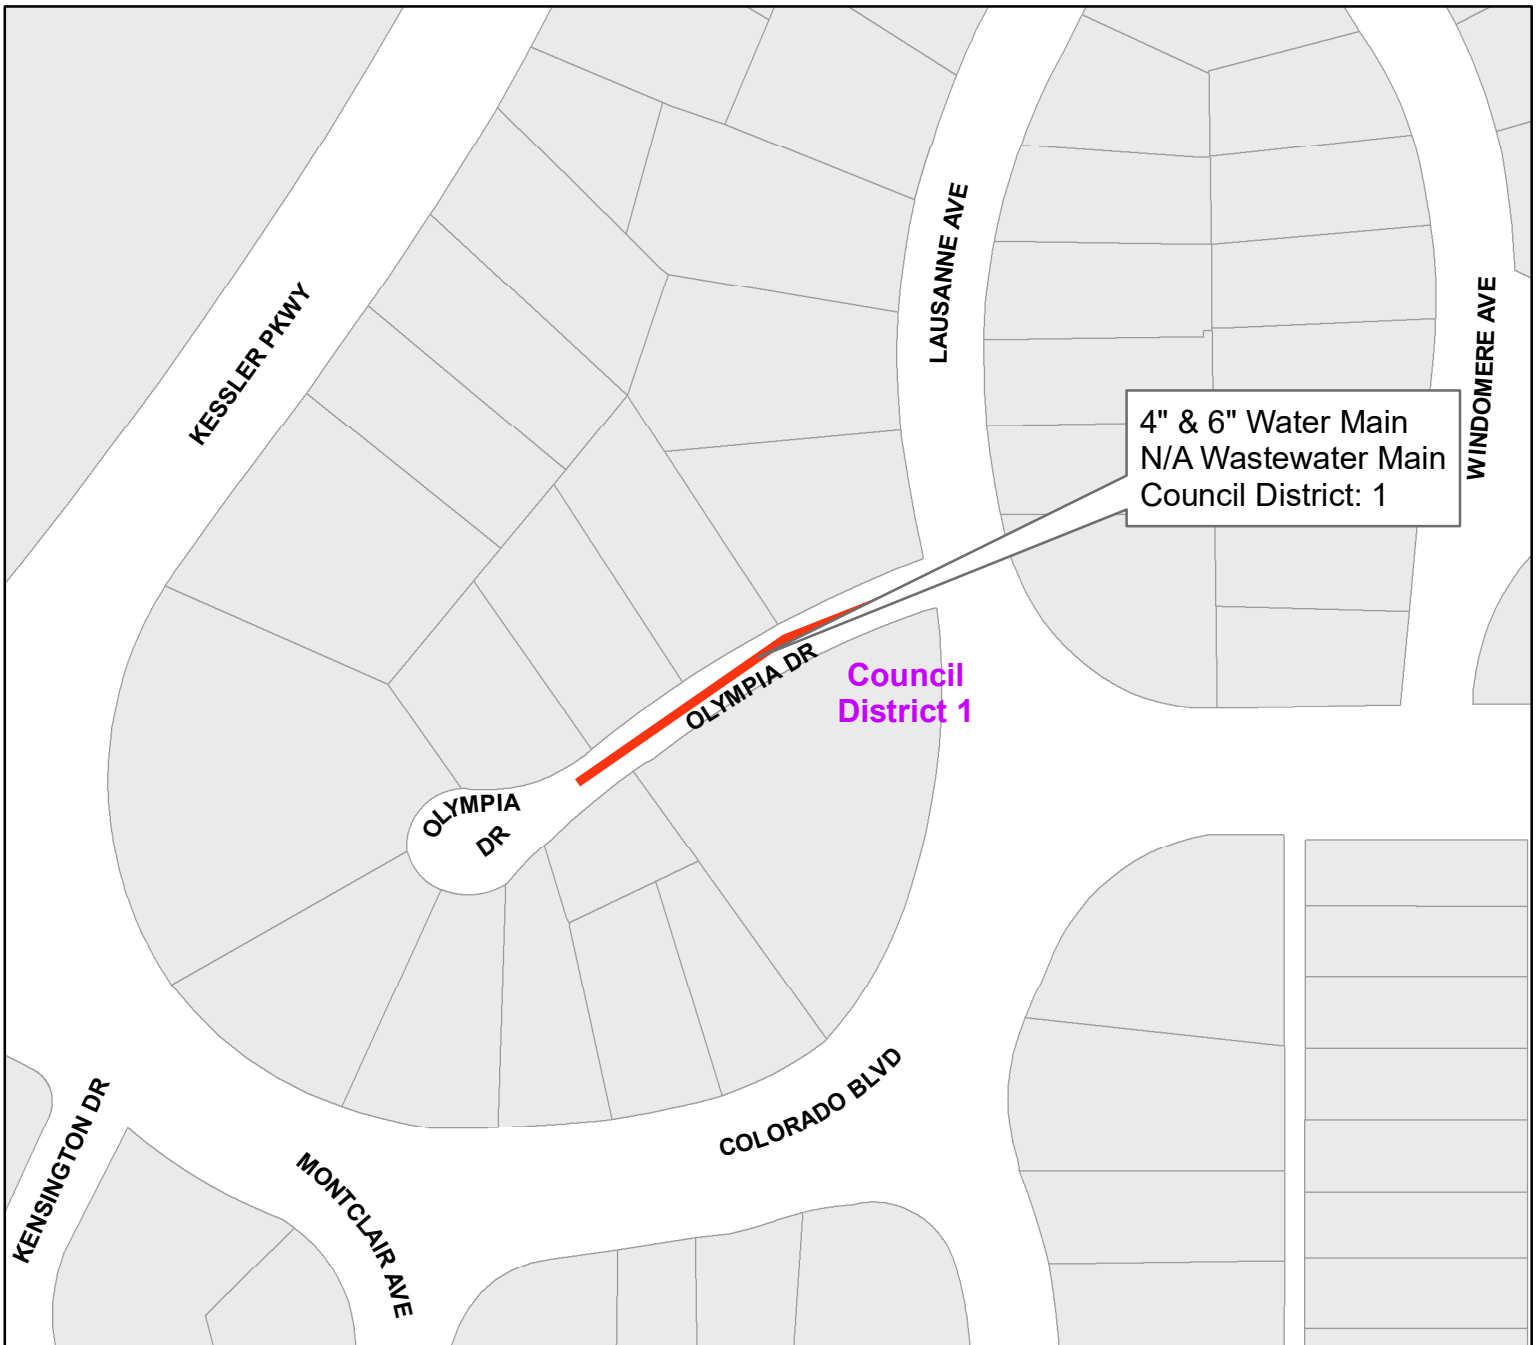 LAUSANNE AVE
KESSLER PKWY
WINDOMERE AVE
4" & 6" Water Main
N/A Wastewater Main
Council District: 1
OLYMPIA DR
Council
District 1
OLYMPIA
DR
COLORADO BLVD
KENSINGTON DR
MONTCLAIR AVE